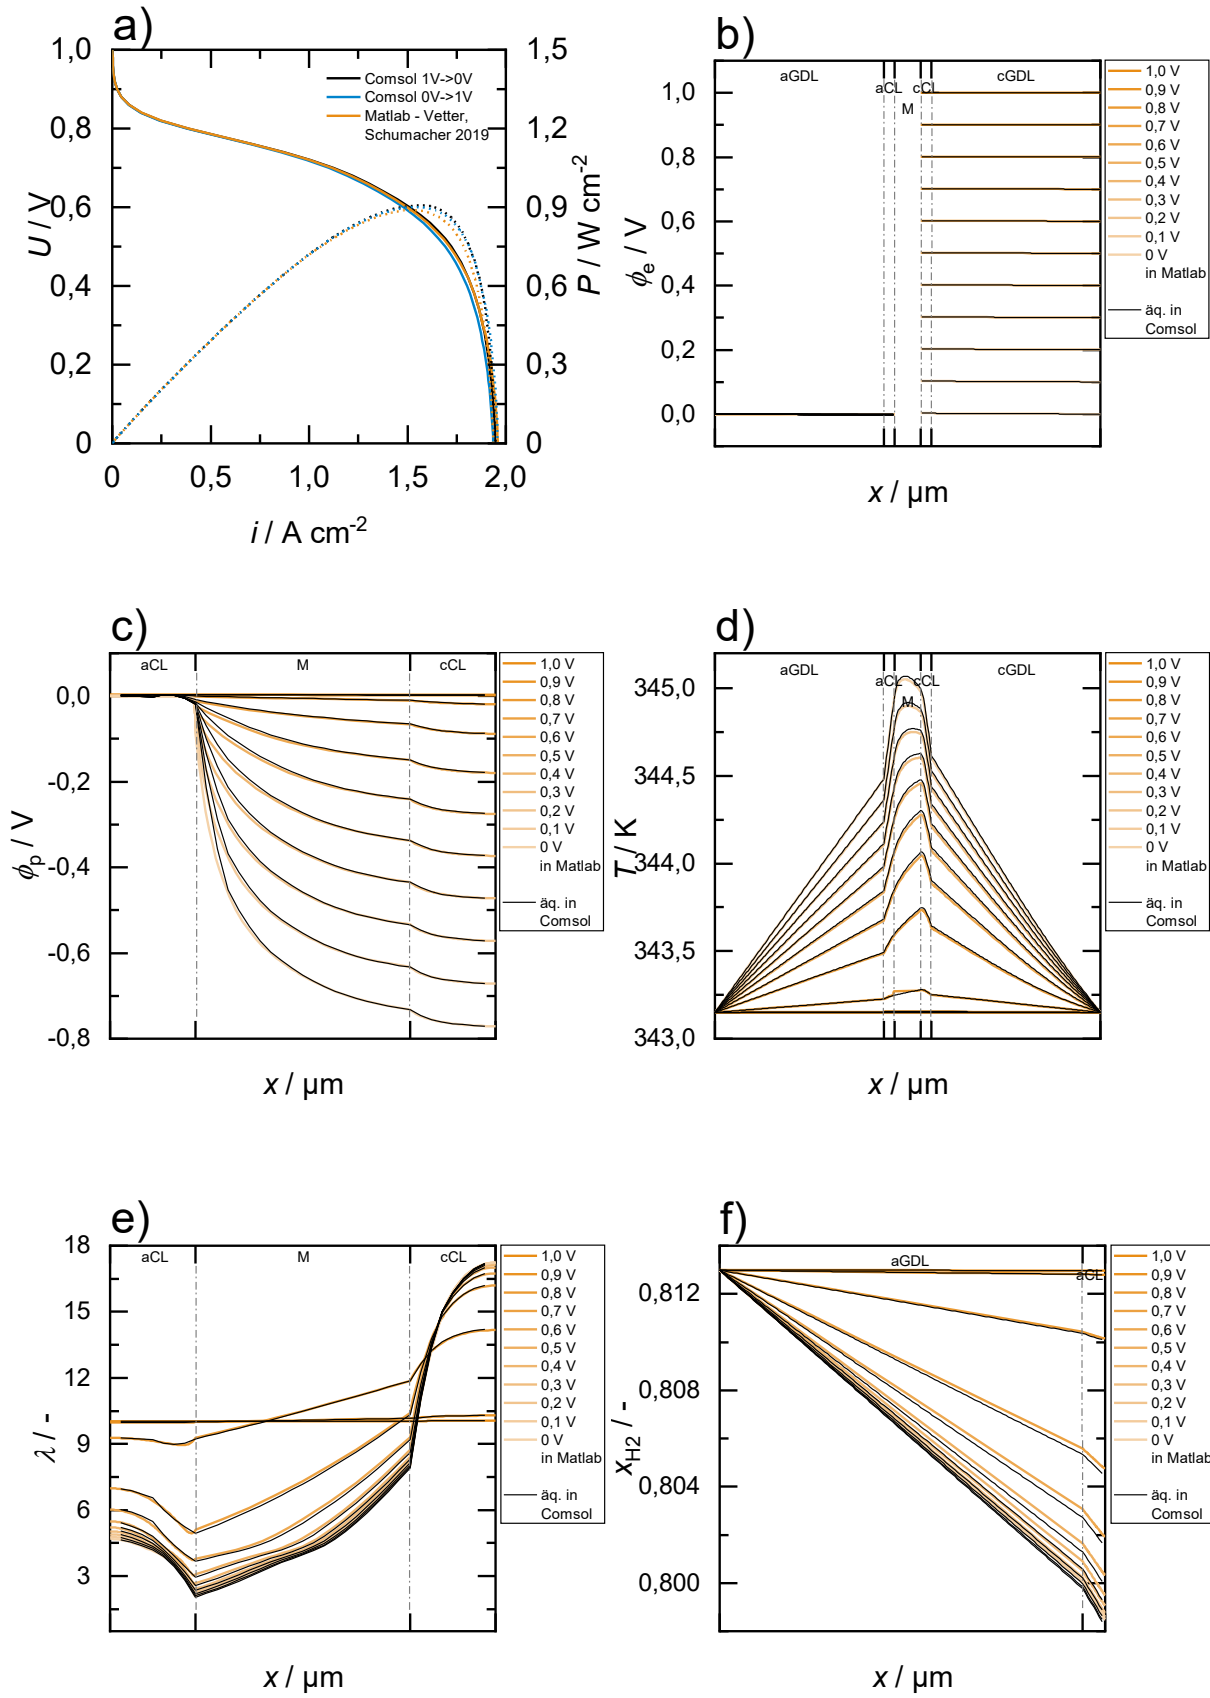 a)
1,0
0,8
0,6
0,4
0,2
0
U / V
0
0,5
1,0
1,5
2,0
i / A cm-2
1,5
1,2
0,9
0,6
0,3
0
P / W cm-2
Comsol 1V->0V
Comsol 0V->1V
Matlab - Vetter,
Schumacher 2019
b)
aGDL
aCL
M
cCL
cGDL
1,0
0,8
0,6
0,4
0,2
0,0
ϕe / V
x / µm
1,0 V
0,9 V
0,8 V
0,7 V
0,6 V
0,5 V
0,4 V
0,3 V
0,2 V
0,1 V
0 V
in Matlab
äq. in
Comsol
c)
aCL
M
cCL
0,0
-0,2
-0,4
-0,6
-0,8
ϕp / V
x / µm
1,0 V
0,9 V
0,8 V
0,7 V
0,6 V
0,5 V
0,4 V
0,3 V
0,2 V
0,1 V
0 V
in Matlab
äq. in
Comsol
d)
aGDL
aCL
M
cCL
cGDL
345,0
344,5
344,0
343,5
343,0
T / K
x / µm
1,0 V
0,9 V
0,8 V
0,7 V
0,6 V
0,5 V
0,4 V
0,3 V
0,2 V
0,1 V
0 V
in Matlab
äq. in
Comsol
e)
aCL
M
cCL
18
15
12
9
6
3
λ / -
x / µm
1,0 V
0,9 V
0,8 V
0,7 V
0,6 V
0,5 V
0,4 V
0,3 V
0,2 V
0,1 V
0 V
in Matlab
äq. in
Comsol
f)
aGDL
aCL
0,812
0,808
0,804
0,800
xH2 / -
x / µm
1,0 V
0,9 V
0,8 V
0,7 V
0,6 V
0,5 V
0,4 V
0,3 V
0,2 V
0,1 V
0 V
in Matlab
äq. in
Comsol